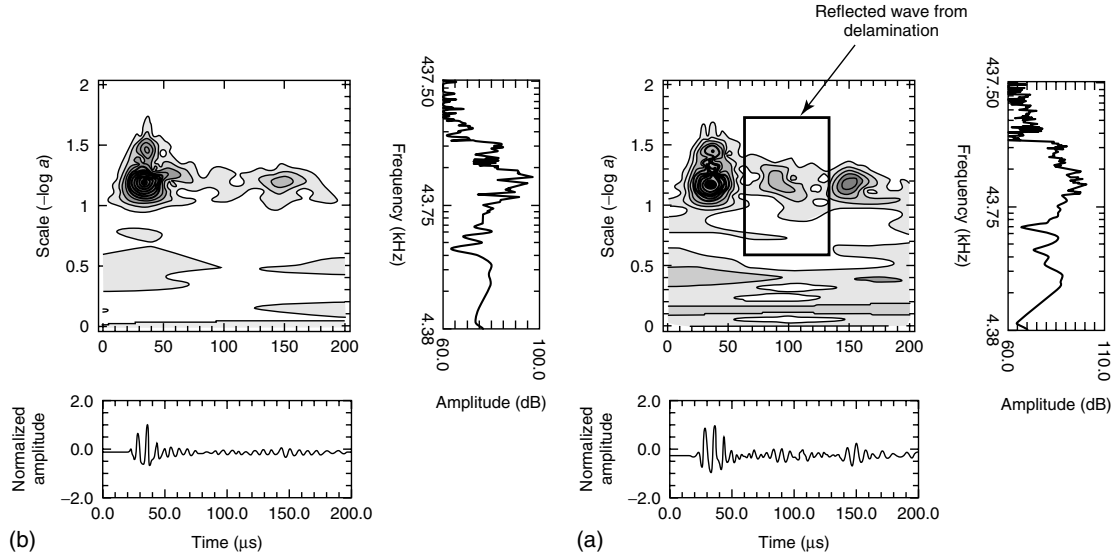 Reflected wave from
delamination
2
1.5
1
0.5
0
0 50 100 150 200
Scale (−log a)
437.50
43.75
4.38
Frequency (kHz)
60.0 100.0
Amplitude (dB)
2
1.5
1
0.5
0
0 50 100 150 200
Scale (−log a)
437.50
43.75
4.38
Frequency (kHz)
60.0 110.0
Amplitude (dB)
Normalized
amplitude
2.0
0.0
−2.0
0.0 50.0 100.0 150.0 200.0
Time (μs)
(b)
Normalized
amplitude
2.0
0.0
−2.0
0.0 50.0 100.0 150.0 200.0
Time (μs)
(a)